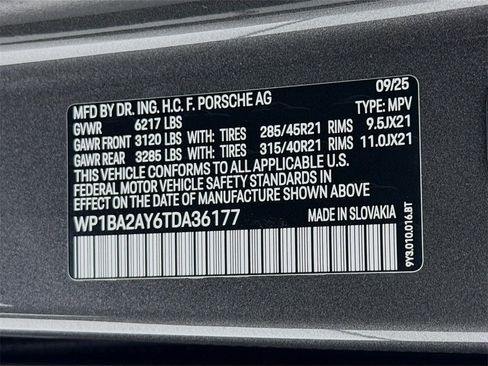 09/25
MFD BY DR. ING. H.C. F. PORSCHE AG
TYPE: MPV
GVWR 6217 LBS
GAWR FRONT 3120 LBS WITH: TIRES 285/45R21 RIMS 9.5JX21
GAWR REAR 3285 LBS WITH: TIRES 315/40R21 RIMS 11.0JX21
THIS VEHICLE CONFORMS TO ALL APPLICABLE U.S.
FEDERAL MOTOR VEHICLE SAFETY STANDARDS IN
EFFECT ON THE DATE OF MANUFACTURE SHOWN ABOVE.
WP1BA2AY6TDA36177 MADE IN SLOVAKIA
9Y3.010.016.BT